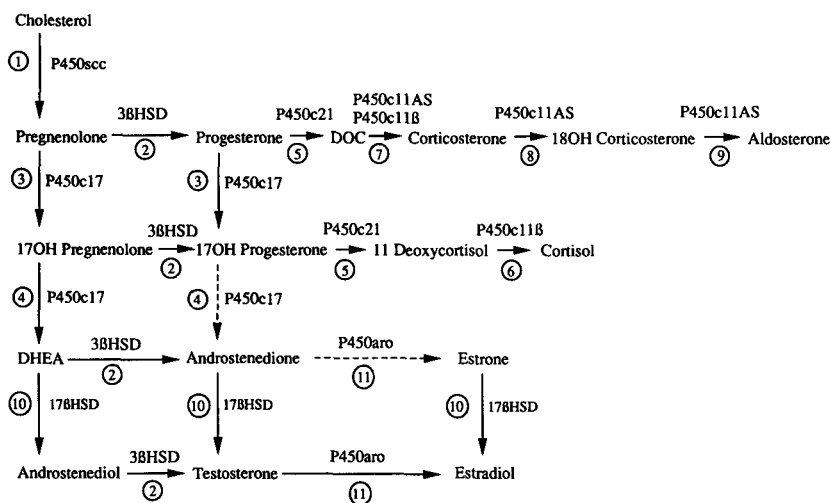 Cholesterol
① P450scc
P450c11AS
3ßHSD P450c21 P450c11ß P450c11AS P450c11AS
Pregnenolone Progesterone DOC Corticosterone 18OH Corticosterone Aldosterone
② ⑤ ⑦ ⑧ ⑨
③ P450c17 ③ P450c17
3ßHSD P450c21 P450c11ß
17OH Pregnenolone 17OH Progesterone 11 Deoxycortisol Cortisol
② ⑤ ⑥
④ P450c17 ④ P450c17
3ßHSD P450aro
DHEA Androstenedione Estrone
② ⑪
⑩ 17ßHSD ⑩ 17ßHSD ⑩ 17ßHSD
3ßHSD P450aro
Androstenediol Testosterone Estradiol
② ⑪